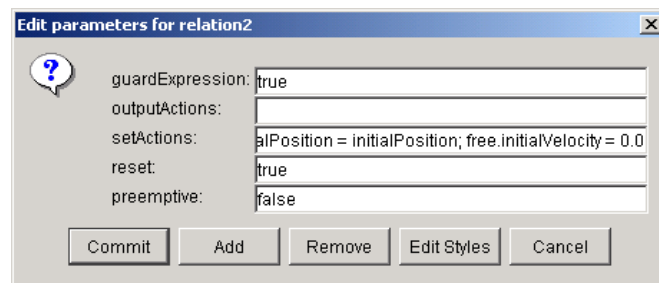 Edit parameters for relation2
?
guardExpression: true
outputActions:
setActions: alPosition = initialPosition; free.initialVelocity = 0.0
reset: true
preemptive: false
Commit Add Remove Edit Styles Cancel